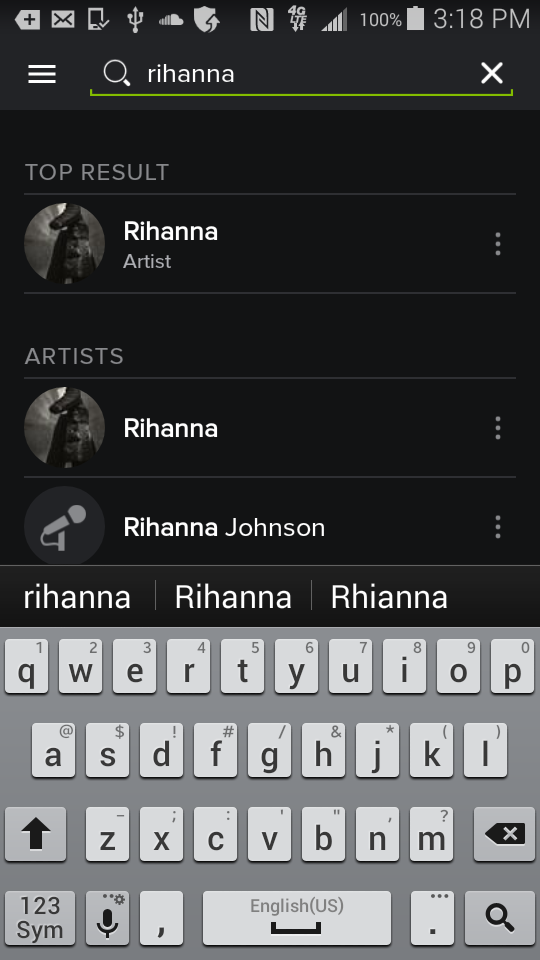 4G LTE 100% 3:18 PM
rihanna
TOP RESULT
Rihanna
Artist
ARTISTS
Rihanna
Rihanna Johnson
rihanna Rihanna Rhianna
1 2 3 4 5 6 7 8 9 0
q w e r t y u i o p
@ $ ! # / & * ( )
a s d f g h j k l
- ; : ' " , ?
z x c v b n m
123 Sym , English(US) .